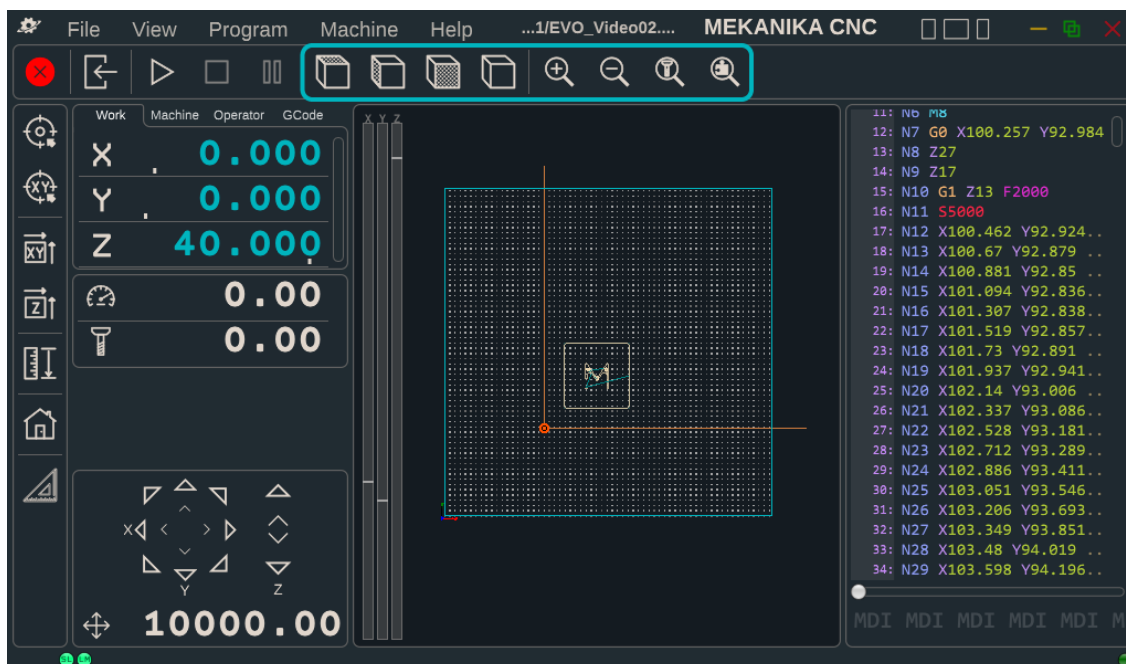 File View Program Machine Help ...1/EVO_Video02.... MEKANIKA CNC
Work Machine Operator GCode
X 0.000
Y 0.000
Z 40.000
0.00
0.00
XY
XY
Z
X
Y
Z
10000.00
X Y Z
M
11: N6 M8
12: N7 G0 X100.257 Y92.984
13: N8 Z27
14: N9 Z17
15: N10 G1 Z13 F2000
16: N11 S5000
17: N12 X100.462 Y92.924..
18: N13 X100.67 Y92.879 ..
19: N14 X100.881 Y92.85 ..
20: N15 X101.094 Y92.836..
21: N16 X101.307 Y92.838..
22: N17 X101.519 Y92.857..
23: N18 X101.73 Y92.891 ..
24: N19 X101.937 Y92.941..
25: N20 X102.14 Y93.006 ..
26: N21 X102.337 Y93.086..
27: N22 X102.528 Y93.181..
28: N23 X102.712 Y93.289..
29: N24 X102.886 Y93.411..
30: N25 X103.051 Y93.546..
31: N26 X103.206 Y93.693..
32: N27 X103.349 Y93.851..
33: N28 X103.48 Y94.019 ..
34: N29 X103.598 Y94.196..
MDI MDI MDI MDI MDI M
SL LM